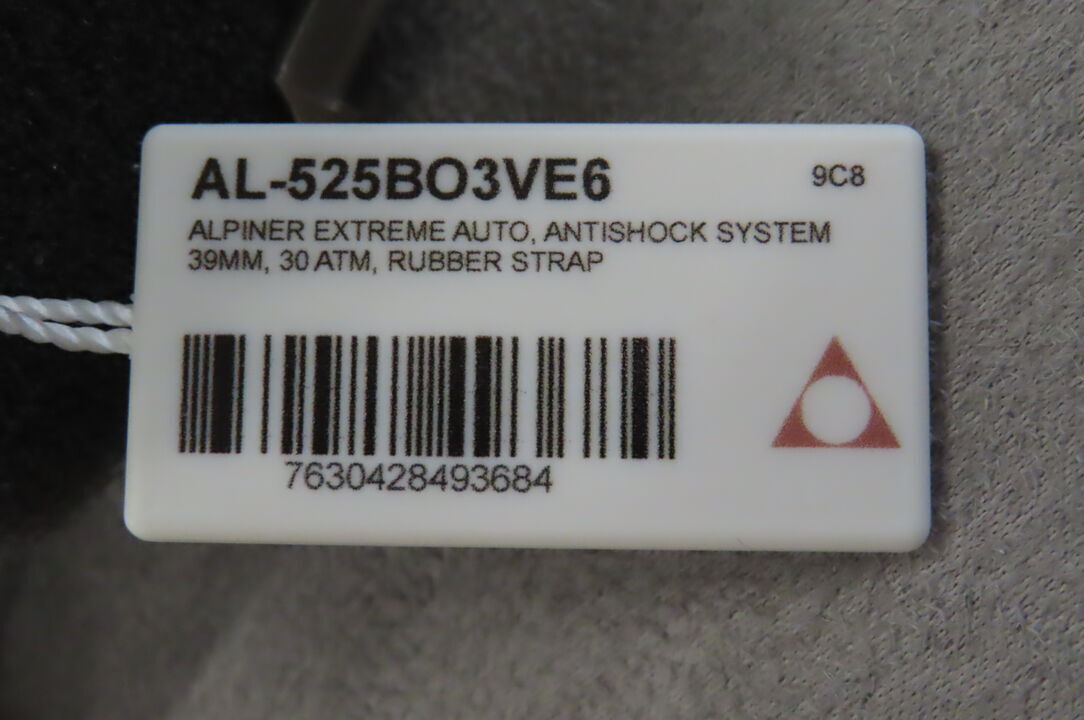 AL-525BO3VE6 9C8
ALPINER EXTREME AUTO, ANTISHOCK SYSTEM
39MM, 30 ATM, RUBBER STRAP
7630428493684